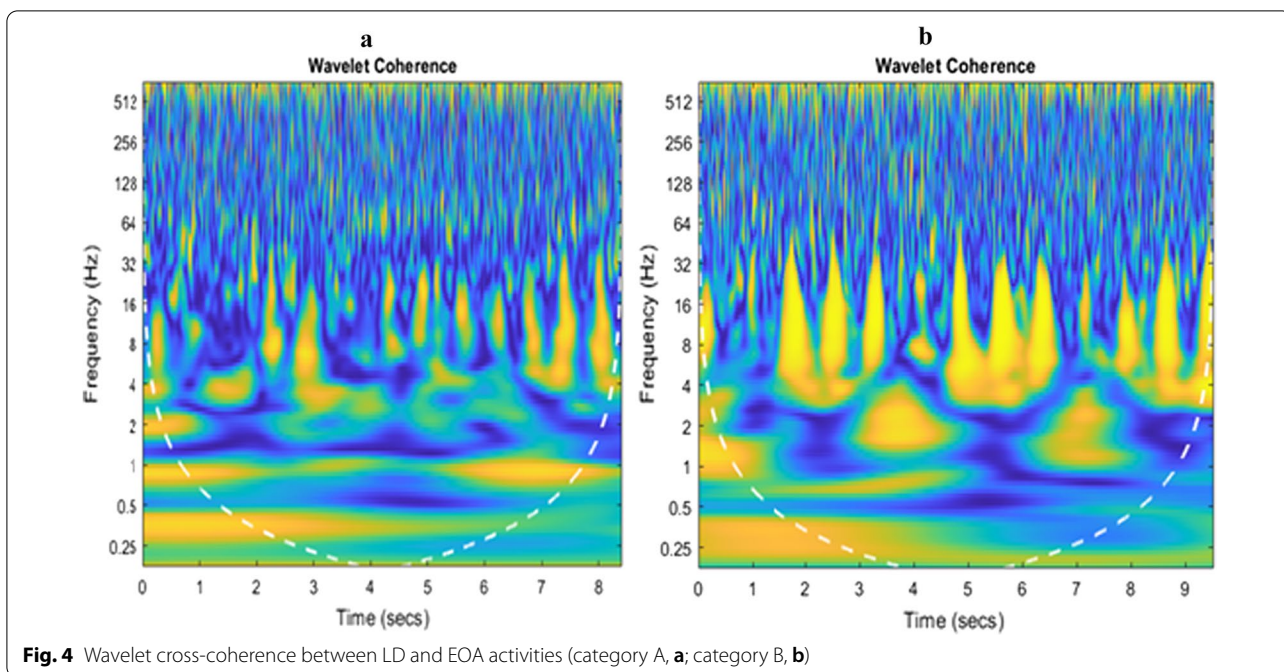 a
Wavelet Coherence
Frequency (Hz)
512
256
128
64
32
16
8
4
2
1
0.5
0.25
0 1 2 3 4 5 6 7 8
Time (secs)
b
Wavelet Coherence
Frequency (Hz)
512
256
128
64
32
16
8
4
2
1
0.5
0.25
0 1 2 3 4 5 6 7 8 9
Time (secs)
Fig. 4 Wavelet cross-coherence between LD and EOA activities (category A, a; category B, b)